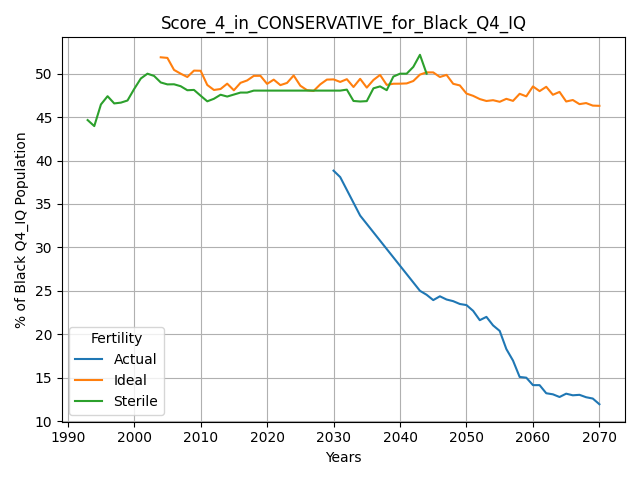 Score_4_in_CONSERVATIVE_for_Black_Q4_IQ
% of Black Q4_IQ Population
50
45
40
35
30
25
20
15
10
Fertility
Actual
Ideal
Sterile
1990 2000 2010 2020 2030 2040 2050 2060 2070
Years